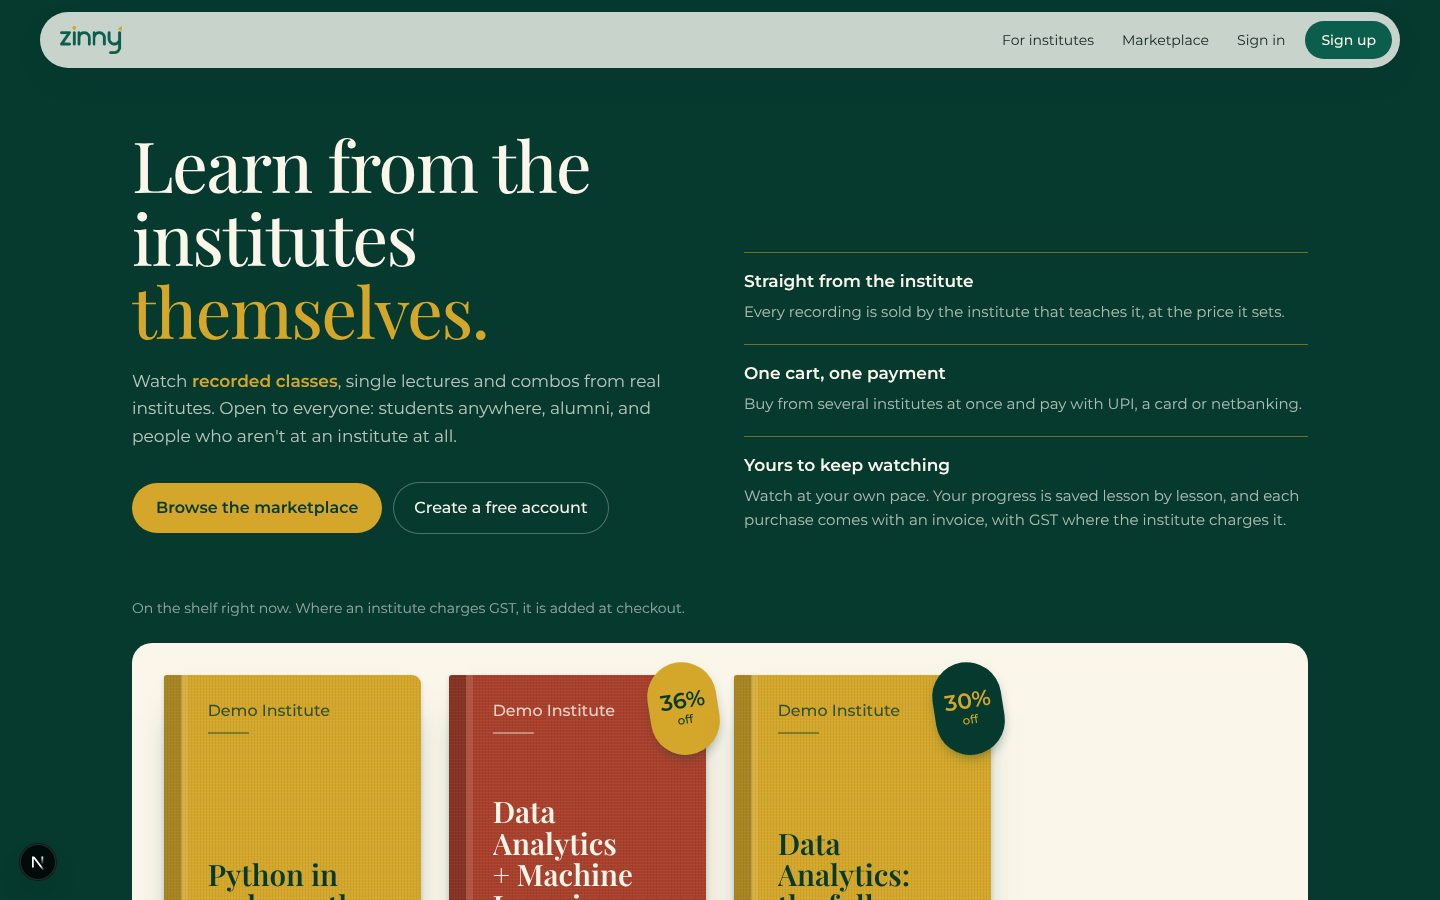 zinny
For institutes
Marketplace
Sign in
Sign up
Learn from the
institutes
themselves.
Watch recorded classes, single lectures and combos from real
institutes. Open to everyone: students anywhere, alumni, and
people who aren't at an institute at all.
Browse the marketplace
Create a free account
Straight from the institute
Every recording is sold by the institute that teaches it, at the price it sets.
One cart, one payment
Buy from several institutes at once and pay with UPI, a card or netbanking.
Yours to keep watching
Watch at your own pace. Your progress is saved lesson by lesson, and each
purchase comes with an invoice, with GST where the institute charges it.
On the shelf right now. Where an institute charges GST, it is added at checkout.
Demo Institute
Python in
Demo Institute
36%
off
Data
Analytics
+ Machine
Demo Institute
30%
off
Data
Analytics:
N